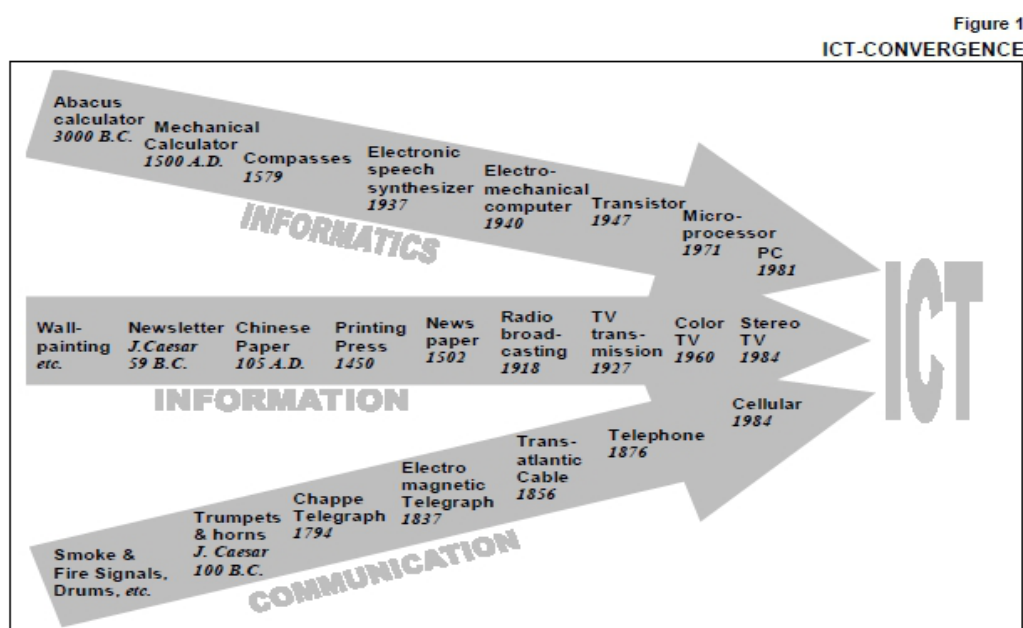 Figure 1
ICT-CONVERGENCE
Abacus
calculator
3000 B.C.
Mechanical
Calculator
1500 A.D.
Compasses
1579
Electronic
speech
synthesizer
1937
Electro-
mechanical
computer
1940
Transistor
1947
Micro-
processor
1971
PC
1981
INFORMATICS
Wall-
painting
etc.
Newsletter
J.Caesar
59 B.C.
Chinese
Paper
105 A.D.
Printing
Press
1450
News
paper
1502
Radio
broad-
casting
1918
TV
trans-
mission
1927
Color
TV
1960
Stereo
TV
1984
INFORMATION
Smoke &
Fire Signals,
Drums, etc.
Trumpets
& horns
J. Caesar
100 B.C.
Chappe
Telegraph
1794
Electro
magnetic
Telegraph
1837
Trans-
atlantic
Cable
1856
Telephone
1876
Cellular
1984
COMMUNICATION
ICT